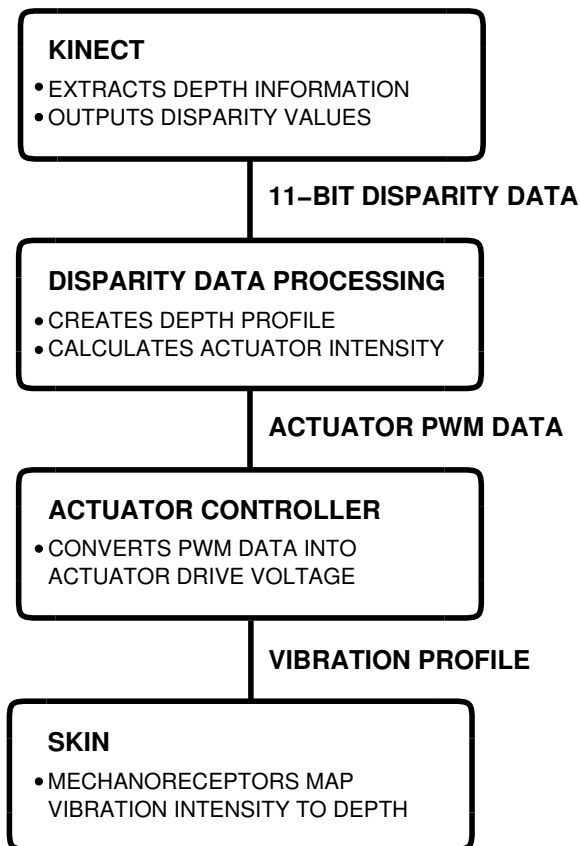 KINECT
• EXTRACTS DEPTH INFORMATION
• OUTPUTS DISPARITY VALUES
11−BIT DISPARITY DATA
DISPARITY DATA PROCESSING
• CREATES DEPTH PROFILE
• CALCULATES ACTUATOR INTENSITY
ACTUATOR PWM DATA
ACTUATOR CONTROLLER
• CONVERTS PWM DATA INTO
ACTUATOR DRIVE VOLTAGE
VIBRATION PROFILE
SKIN
• MECHANORECEPTORS MAP
VIBRATION INTENSITY TO DEPTH